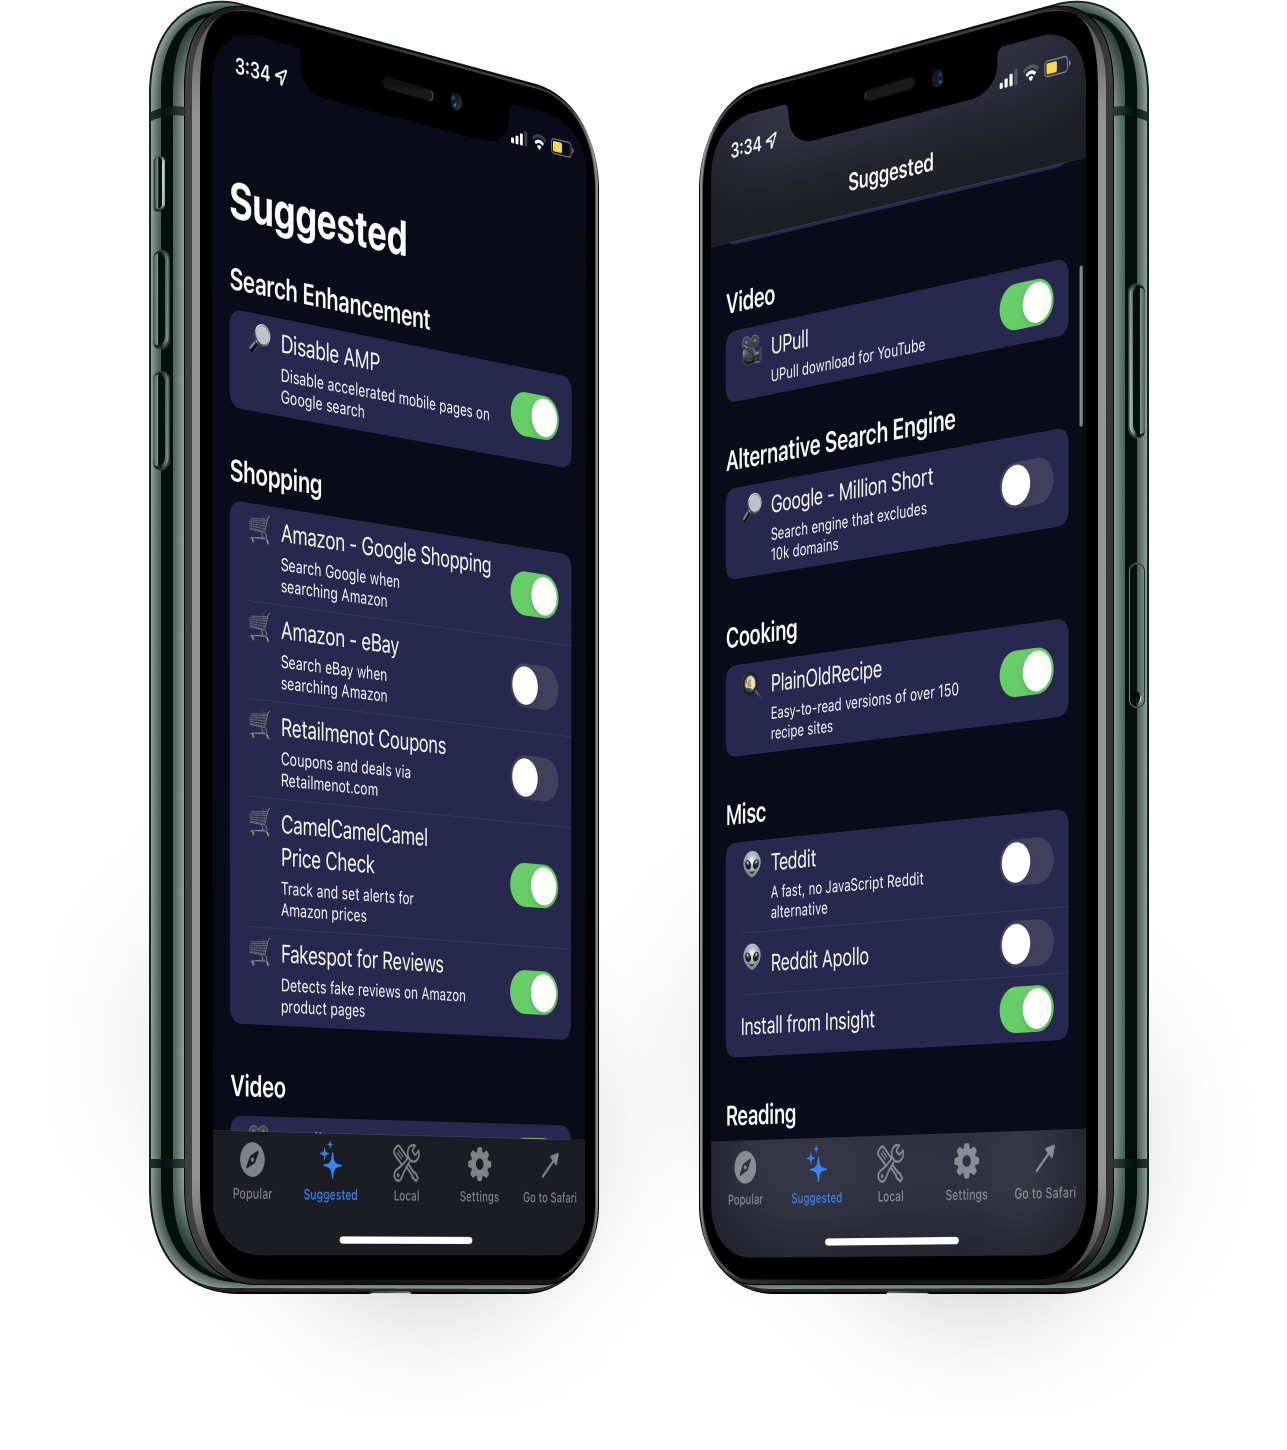 3:34
Suggested
Search Enhancement
Disable AMP
Disable accelerated mobile pages on
Google search
Shopping
Amazon - Google Shopping
Search Google when
searching Amazon
Amazon - eBay
Search eBay when
searching Amazon
Retailmenot Coupons
Coupons and deals via
Retailmenot.com
CamelCamelCamel
Price Check
Track and set alerts for
Amazon prices
Fakespot for Reviews
Detects fake reviews on Amazon
product pages
Video
Popular
Suggested
Local
Settings
Go to Safari
3:34
Suggested
Video
UPull
UPull download for YouTube
Alternative Search Engine
Google - Million Short
Search engine that excludes
10k domains
Cooking
PlainOldRecipe
Easy-to-read versions of over 150
recipe sites
Misc
Teddit
A fast, no JavaScript Reddit
alternative
Reddit Apollo
Install from Insight
Reading
Popular
Suggested
Local
Settings
Go to Safari